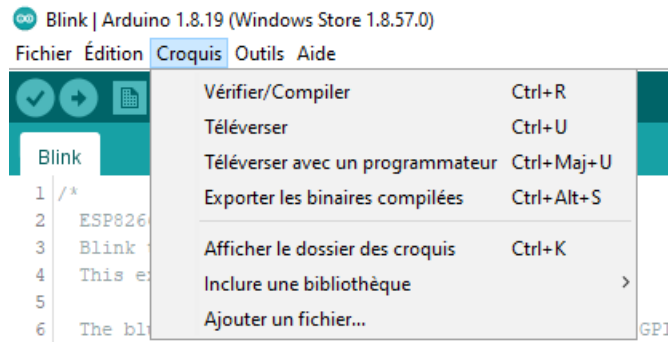 Blink | Arduino 1.8.19 (Windows Store 1.8.57.0)
Fichier Édition Croquis Outils Aide
Vérifier/Compiler Ctrl+R
Téléverser Ctrl+U
Téléverser avec un programmateur Ctrl+Maj+U
Exporter les binaires compilées Ctrl+Alt+S
Afficher le dossier des croquis Ctrl+K
Inclure une bibliothèque >
Ajouter un fichier...
Blink
1 /*
2 ESP826
3 Blink
4 This
5
6 The